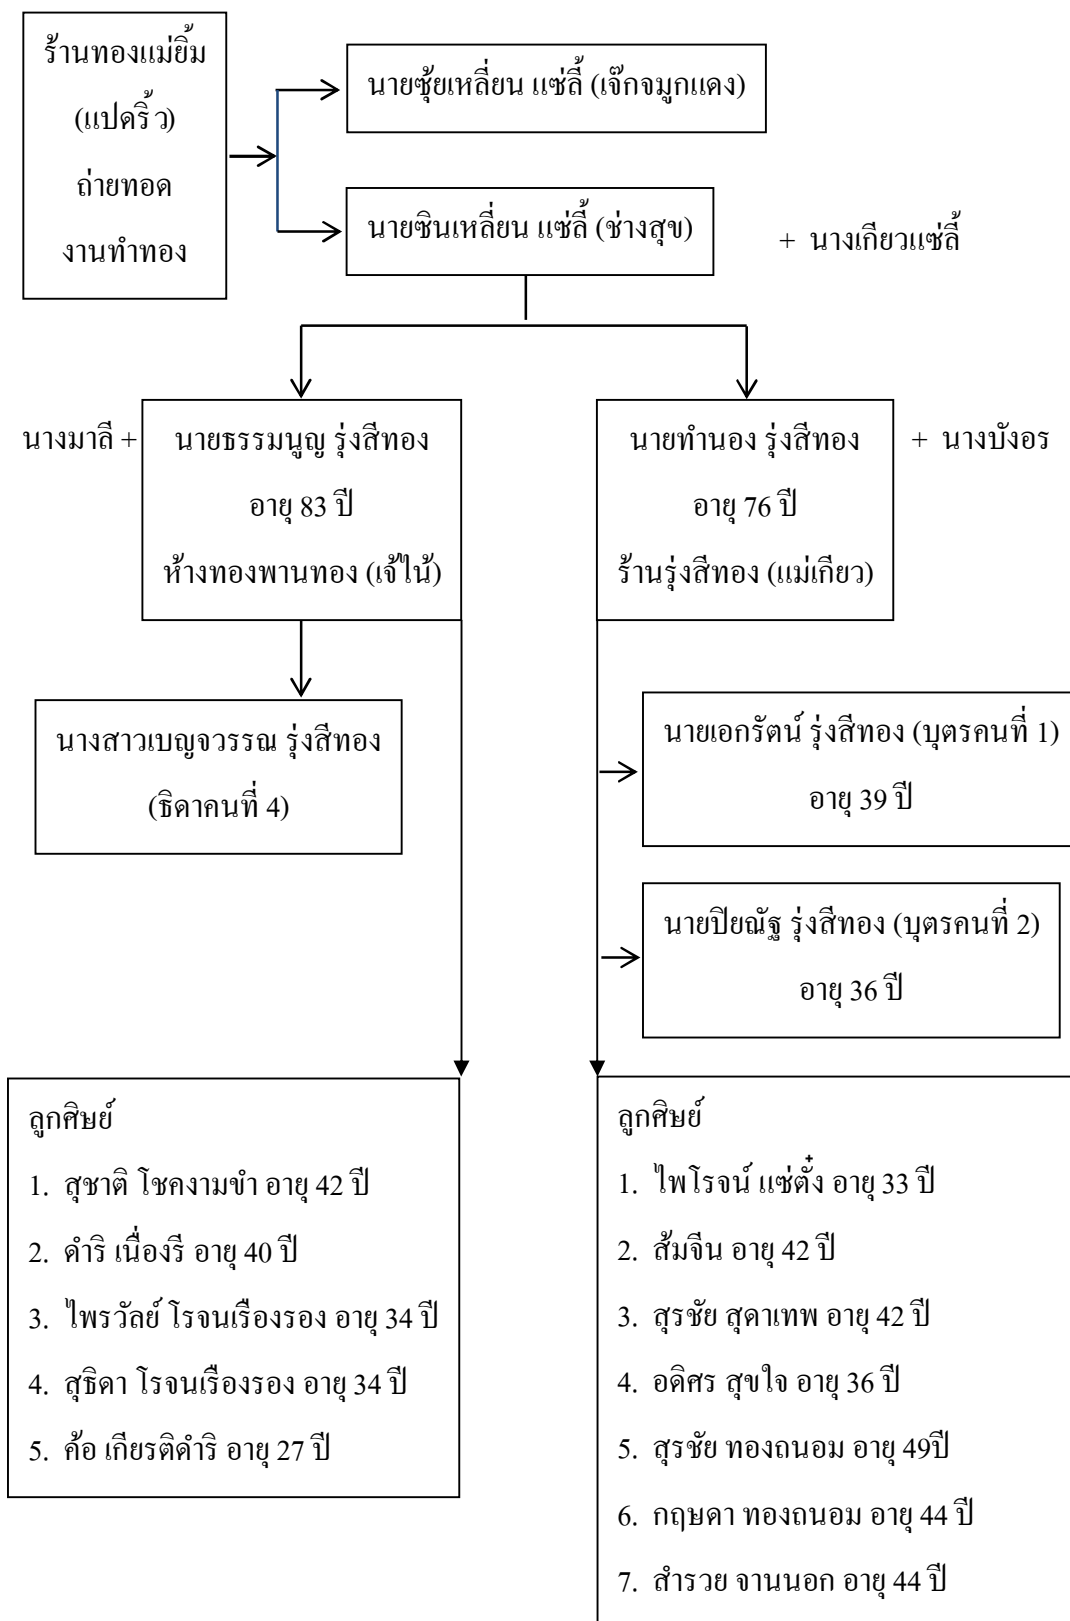 ร้านทองแม่ยิ้ม
(แปดริ้ว)
ถ่ายทอด
งานทำทอง
นายซุ้ยเหลี่ยน แซ่ลี้ (เจ๊กจมูกแดง)
นายซินเหลี่ยน แซ่ลี้ (ช่างสุข)
+ นางเกียวแซ่ลี้
นางมาลี +
นายธรรมนูญ รุ่งสีทอง
อายุ 83 ปี
ห้างทองพานทอง (เจ้ไน้)
นายทำนอง รุ่งสีทอง
อายุ 76 ปี
ร้านรุ่งสีทอง (แม่เกียว)
+ นางบังอร
นางสาวเบญจวรรณ รุ่งสีทอง
(ธิดาคนที่ 4)
นายเอกรัตน์ รุ่งสีทอง (บุตรคนที่ 1)
อายุ 39 ปี
นายปิยณัฐ รุ่งสีทอง (บุตรคนที่ 2)
อายุ 36 ปี
ลูกศิษย์
1. สุชาติ โชคงามขำ อายุ 42 ปี
2. ดำริ เนื่องรี อายุ 40 ปี
3. ไพรวัลย์ โรจนเรืองรอง อายุ 34 ปี
4. สุธิดา โรจนเรืองรอง อายุ 34 ปี
5. ค้อ เกียรติดำริ อายุ 27 ปี
ลูกศิษย์
1. ไพโรจน์ แซ่ตั๋ง อายุ 33 ปี
2. ส้มจีน อายุ 42 ปี
3. สุรชัย สุดาเทพ อายุ 42 ปี
4. อดิศร สุขใจ อายุ 36 ปี
5. สุรชัย ทองถนอม อายุ 49ปี
6. กฤษดา ทองถนอม อายุ 44 ปี
7. สำรวย จานนอก อายุ 44 ปี